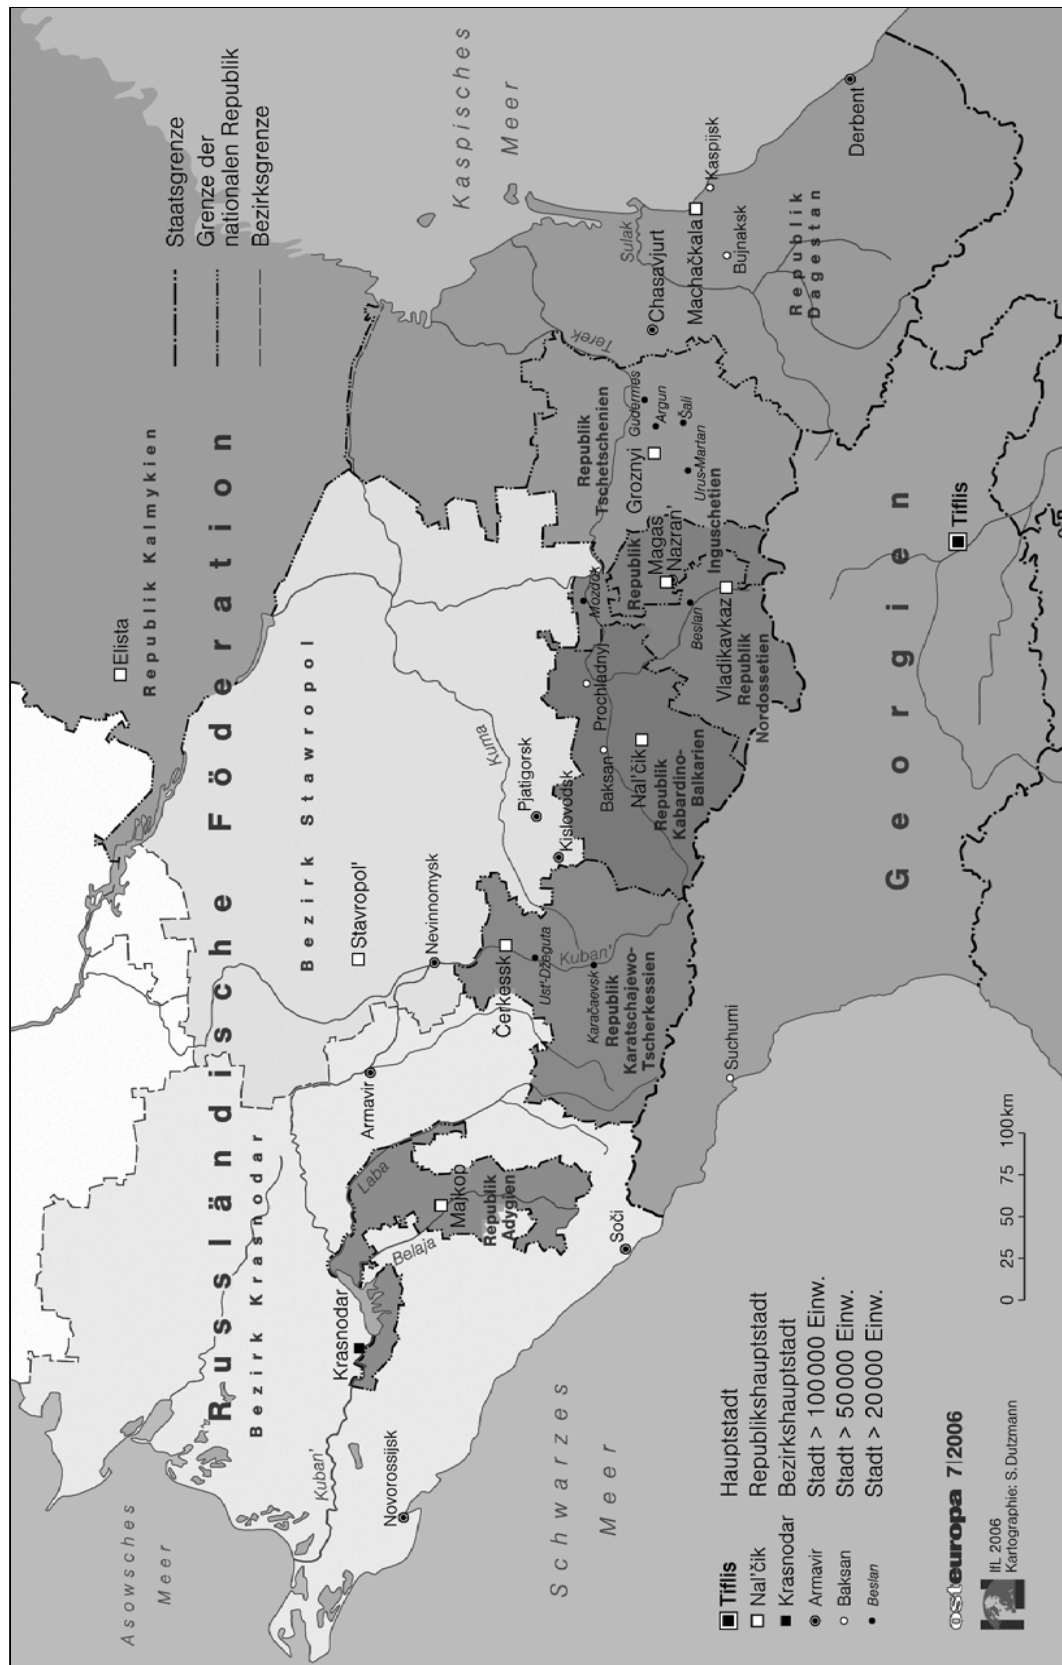 Staatsgrenze
Grenze der
nationalen Republik
Bezirksgrenze
Kaspisches
Meer
Republik Kalmykien
Elista
Russländische Föderation
Bezirk Krasnodar
Bezirk Stawropol
Asowsches
Meer
Kuban'
Krasnodar
Novorossijsk
Laba
Belaja
Majkop
Republik
Adygien
Armavir
Soči
Stavropol'
Nevinnomysk
Čerkessk
Ust'-Džeguta
Kuban'
Karačaevsk
Republik
Karatschajewo-
Tscherkessien
Kuma
Pjatigorsk
Kislovodsk
Prochladnyj
Baksan
Nal'čik
Republik
Kabardino-
Balkarien
Mozdok
Beslan
Vladikavkaz
Republik
Nordossetien
Republik
Inguschetien
Magas
Nazran'
Republik
Tschetschenien
Groznyi
Gudermes
Argun
Šali
Urus-Martan
Terek
Sulak
Chasavjurt
Machačkala
Kaspijsk
Bujnaksk
Republik
Dagestan
Derbent
Suchumi
Georgien
Tiflis
Schwarzes
Meer
Tiflis Hauptstadt
Nal'čik Republikshauptstadt
Krasnodar Bezirkshauptstadt
Armavir Stadt > 100 000 Einw.
Baksan Stadt > 50 000 Einw.
Beslan Stadt > 20 000 Einw.
0 25 50 75 100 km
osteuropa 7|2006
IfL 2006
Kartographie: S. Dutzmann